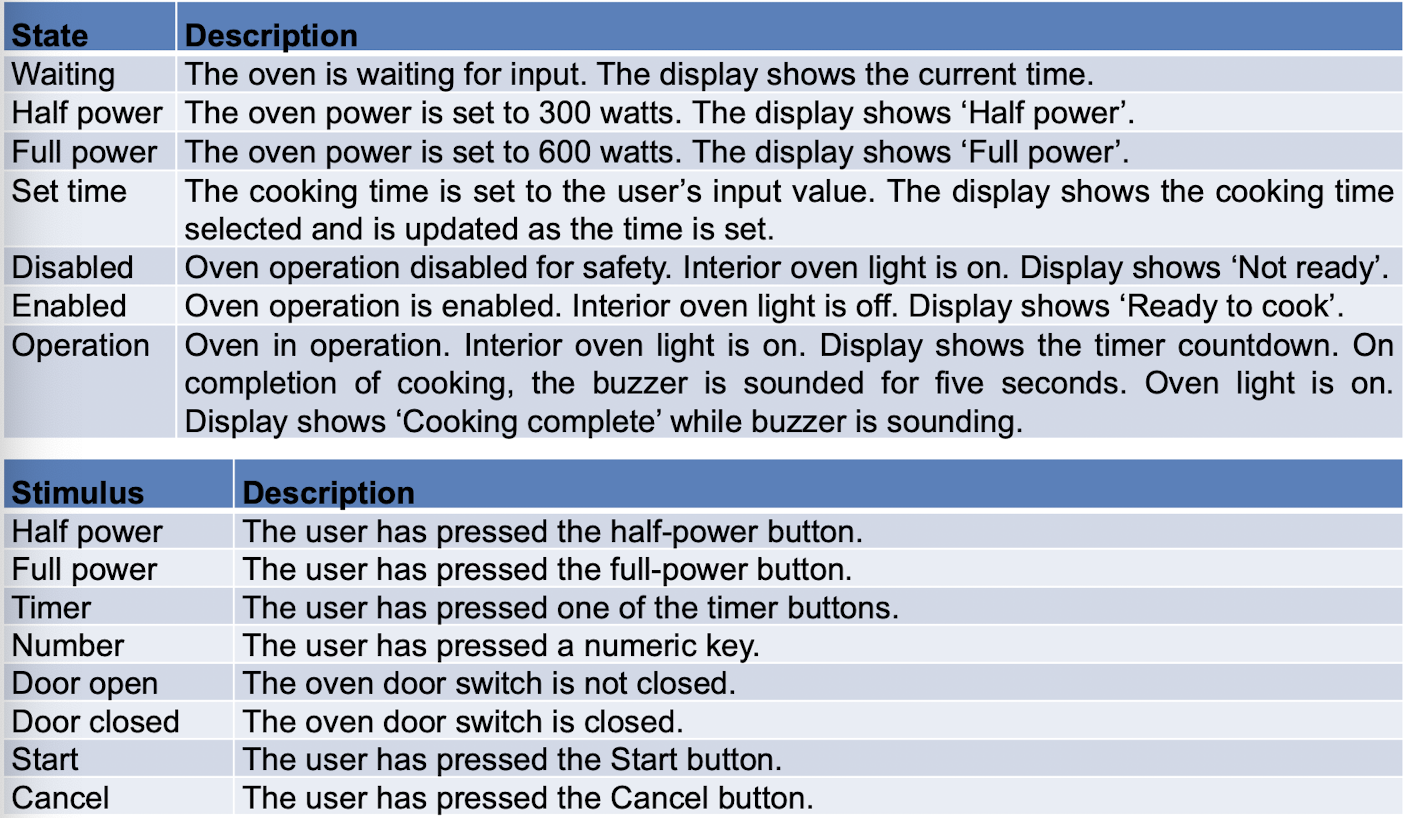 State Description
Waiting The oven is waiting for input. The display shows the current time.
Half power The oven power is set to 300 watts. The display shows ‘Half power’.
Full power The oven power is set to 600 watts. The display shows ‘Full power’.
Set time The cooking time is set to the user’s input value. The display shows the cooking time
selected and is updated as the time is set.
Disabled Oven operation disabled for safety. Interior oven light is on. Display shows ‘Not ready’.
Enabled Oven operation is enabled. Interior oven light is off. Display shows ‘Ready to cook’.
Operation Oven in operation. Interior oven light is on. Display shows the timer countdown. On
completion of cooking, the buzzer is sounded for five seconds. Oven light is on.
Display shows ‘Cooking complete’ while buzzer is sounding.
Stimulus Description
Half power The user has pressed the half-power button.
Full power The user has pressed the full-power button.
Timer The user has pressed one of the timer buttons.
Number The user has pressed a numeric key.
Door open The oven door switch is not closed.
Door closed The oven door switch is closed.
Start The user has pressed the Start button.
Cancel The user has pressed the Cancel button.